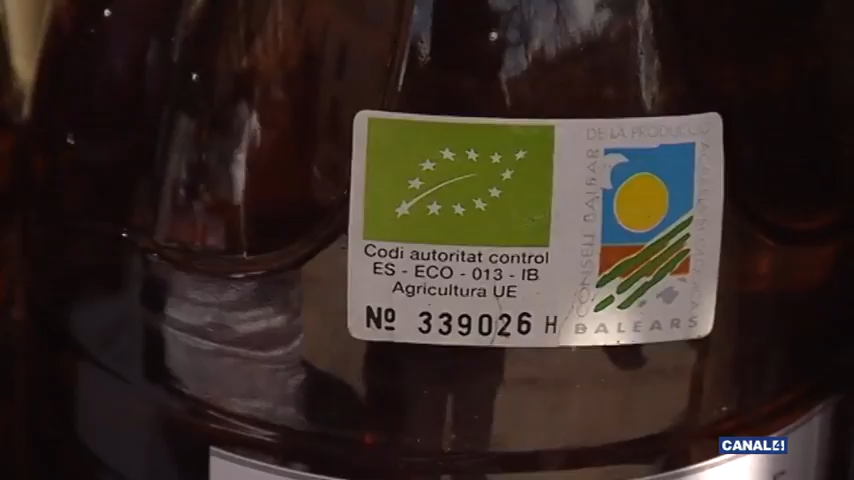 Codi autoritat control
ES - ECO - 013 - IB
Agricultura UE
Nº 339026 H
CONSELL BALEAR
DE LA PRODUCCIÓ
BALEARS
CANAL4